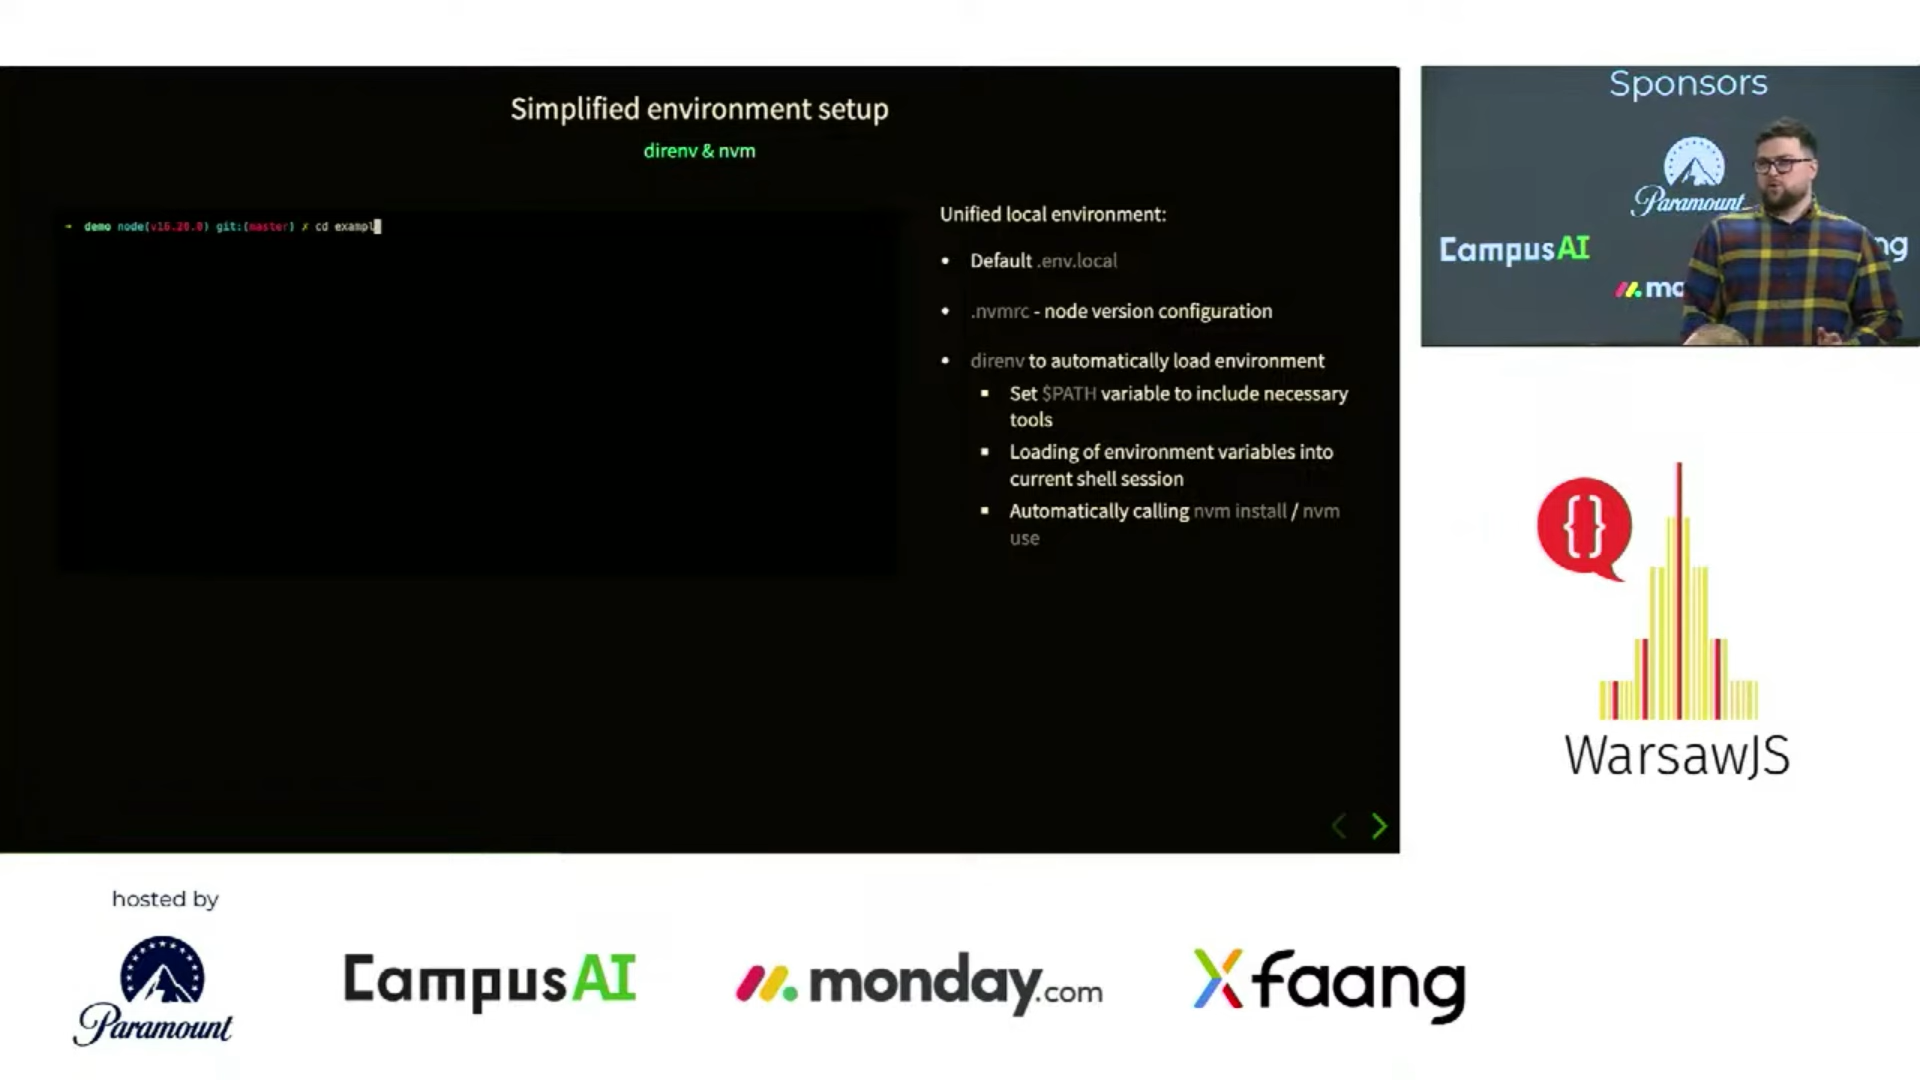 Simplified environment setup
direnv & nvm
→ demo node(v16.20.0) git:(master) ✗ cd exampl
Unified local environment:
• Default .env.local
• .nvmrc - node version configuration
• direnv to automatically load environment
▪ Set $PATH variable to include necessary
tools
▪ Loading of environment variables into
current shell session
▪ Automatically calling nvm install / nvm
use
Sponsors
Paramount
CampusAI
ng
mo
{}
WarsawJS
hosted by
Paramount
CampusAI
monday.com
Xfaang